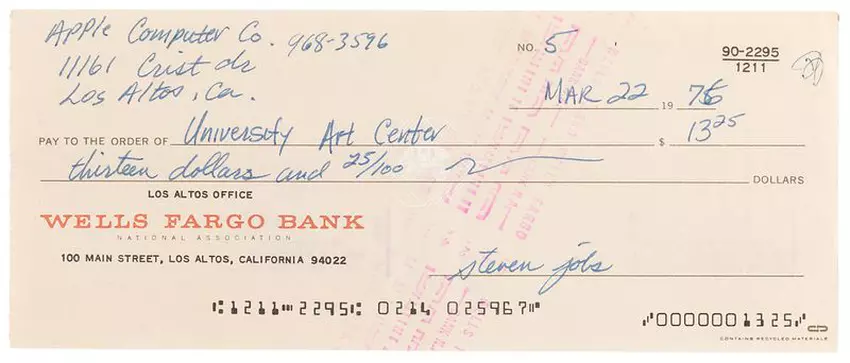 Apple Computer Co. 968-3596
11161 Crist dr
Los Altos, Ca.
NO. 5
90-2295
1211
MAR 22 1976
PAY TO THE ORDER OF University Art Center $ 13 25
thirteen dollars and 25/100 DOLLARS
LOS ALTOS OFFICE
WELLS FARGO BANK
NATIONAL ASSOCIATION
100 MAIN STREET, LOS ALTOS, CALIFORNIA 94022
steven jobs
⑆1211⑉2295⑆ 0214 025967⑈ ⑈0000001325⑈
CONTAINS RECYCLED MATERIALS